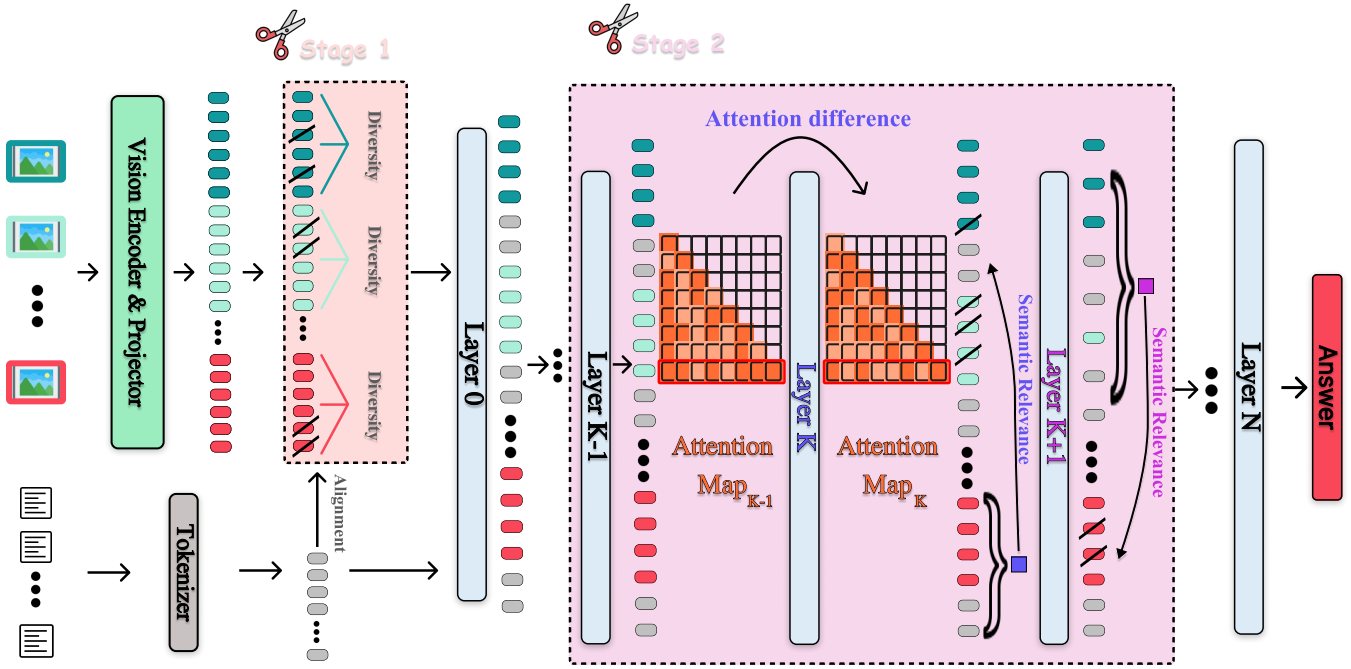 Stage 1
Stage 2
Vision Encoder & Projector
Diversity
Diversity
Diversity
Alignment
Tokenizer
Layer 0
Layer K-1
Attention difference
Attention
Map K-1
Layer K
Attention
Map K
Semantic Relevance
Layer K+1
Semantic Relevance
Layer N
Answer